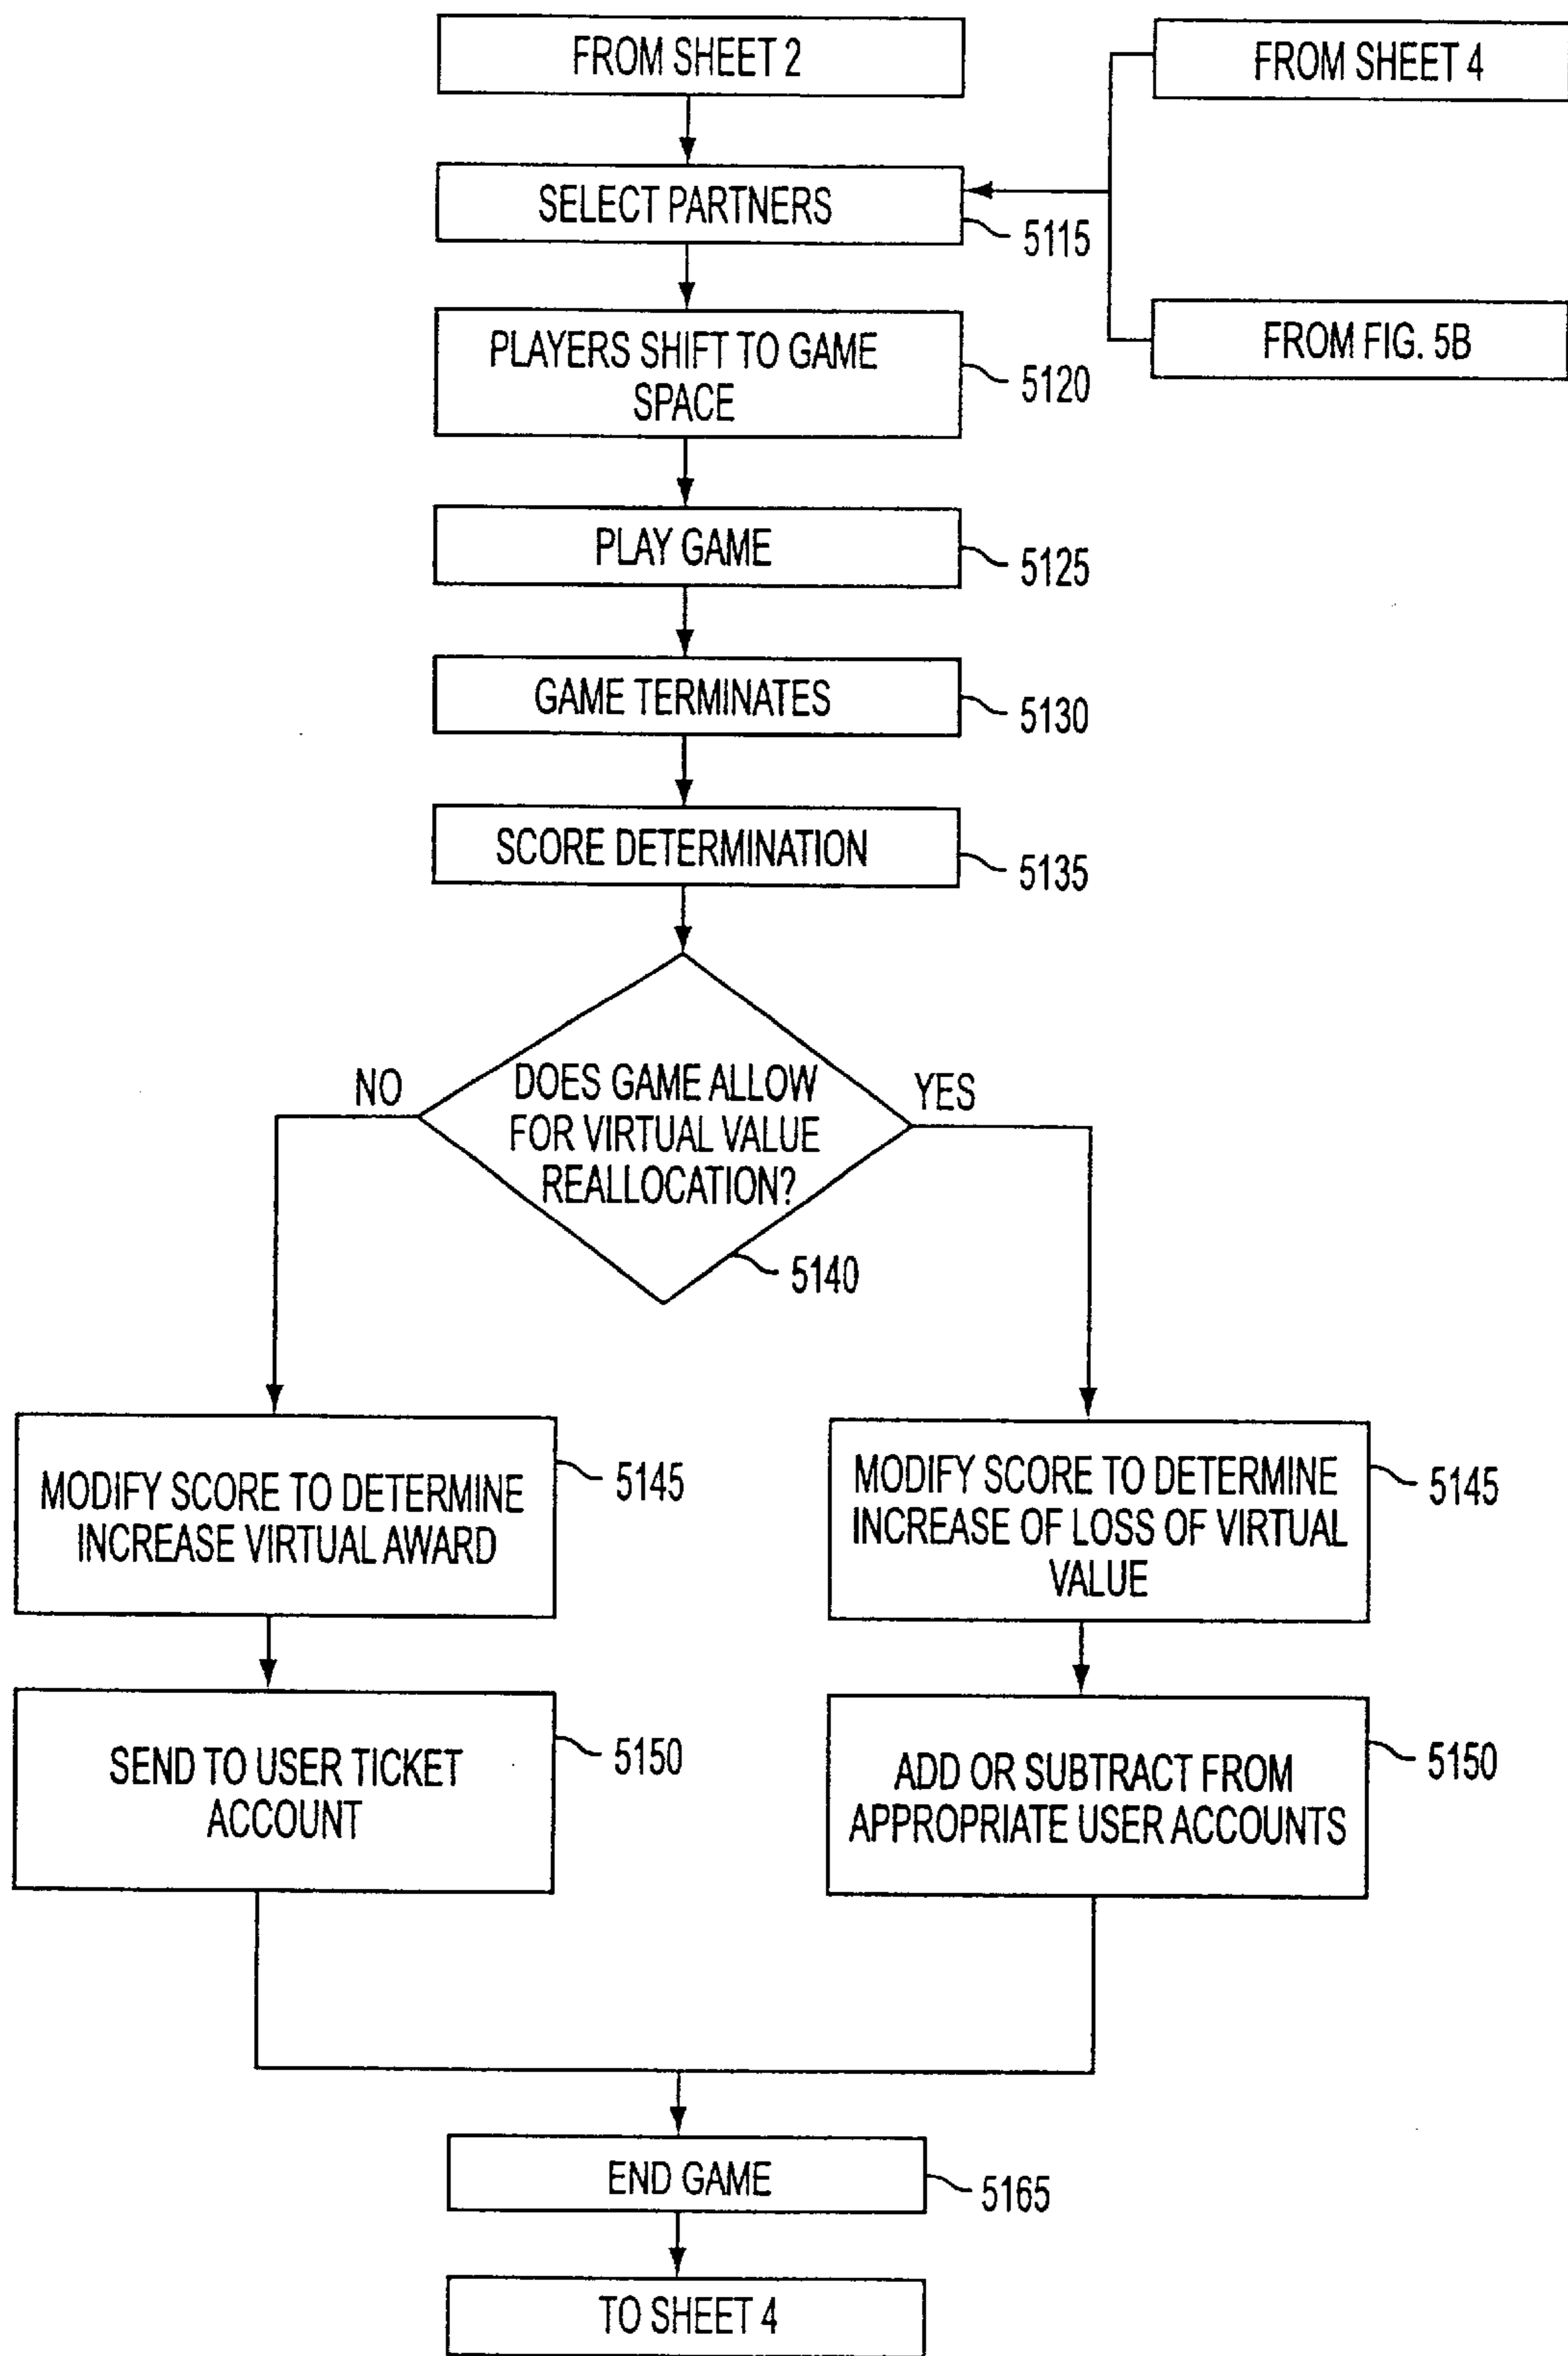 FROM SHEET 2
FROM SHEET 4
SELECT PARTNERS
5115
PLAYERS SHIFT TO GAME
SPACE
5120
FROM FIG. 5B
PLAY GAME
5125
GAME TERMINATES
5130
SCORE DETERMINATION
5135
NO
DOES GAME ALLOW
FOR VIRTUAL VALUE
REALLOCATION?
YES
5140
MODIFY SCORE TO DETERMINE
INCREASE VIRTUAL AWARD
5145
MODIFY SCORE TO DETERMINE
INCREASE OF LOSS OF VIRTUAL
VALUE
5145
SEND TO USER TICKET
ACCOUNT
5150
ADD OR SUBTRACT FROM
APPROPRIATE USER ACCOUNTS
5150
END GAME
5165
TO SHEET 4